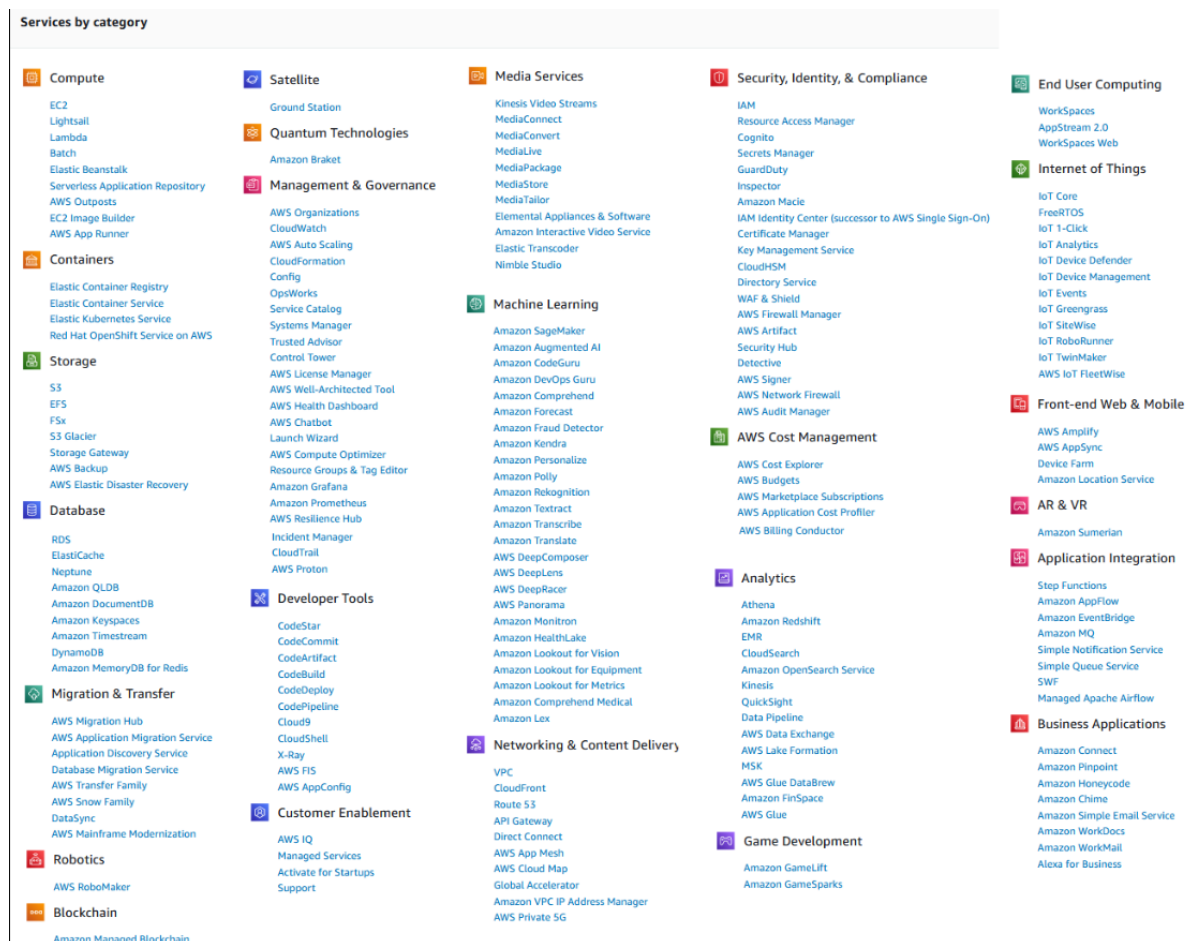 Services by category
Compute
EC2
Lightsail
Lambda
Batch
Elastic Beanstalk
Serverless Application Repository
AWS Outposts
EC2 Image Builder
AWS App Runner
Containers
Elastic Container Registry
Elastic Container Service
Elastic Kubernetes Service
Red Hat OpenShift Service on AWS
Storage
S3
EFS
FSx
S3 Glacier
Storage Gateway
AWS Backup
AWS Elastic Disaster Recovery
Database
RDS
ElastiCache
Neptune
Amazon QLDB
Amazon DocumentDB
Amazon Keyspaces
Amazon Timestream
DynamoDB
Amazon MemoryDB for Redis
Migration & Transfer
AWS Migration Hub
AWS Application Migration Service
Application Discovery Service
Database Migration Service
AWS Transfer Family
AWS Snow Family
DataSync
AWS Mainframe Modernization
Robotics
AWS RoboMaker
Blockchain
Amazon Managed Blockchain
Satellite
Ground Station
Quantum Technologies
Amazon Braket
Management & Governance
AWS Organizations
CloudWatch
AWS Auto Scaling
CloudFormation
Config
OpsWorks
Service Catalog
Systems Manager
Trusted Advisor
Control Tower
AWS License Manager
AWS Well-Architected Tool
AWS Health Dashboard
AWS Chatbot
Launch Wizard
AWS Compute Optimizer
Resource Groups & Tag Editor
Amazon Grafana
Amazon Prometheus
AWS Resilience Hub
Incident Manager
CloudTrail
AWS Proton
Developer Tools
CodeStar
CodeCommit
CodeArtifact
CodeBuild
CodeDeploy
CodePipeline
Cloud9
CloudShell
X-Ray
AWS FIS
AWS AppConfig
Customer Enablement
AWS IQ
Managed Services
Activate for Startups
Support
Media Services
Kinesis Video Streams
MediaConnect
MediaConvert
MediaLive
MediaPackage
MediaStore
MediaTailor
Elemental Appliances & Software
Amazon Interactive Video Service
Elastic Transcoder
Nimble Studio
Machine Learning
Amazon SageMaker
Amazon Augmented AI
Amazon CodeGuru
Amazon DevOps Guru
Amazon Comprehend
Amazon Forecast
Amazon Fraud Detector
Amazon Kendra
Amazon Personalize
Amazon Polly
Amazon Rekognition
Amazon Textract
Amazon Transcribe
Amazon Translate
AWS DeepComposer
AWS DeepLens
AWS DeepRacer
AWS Panorama
Amazon Monitron
Amazon HealthLake
Amazon Lookout for Vision
Amazon Lookout for Equipment
Amazon Lookout for Metrics
Amazon Comprehend Medical
Amazon Lex
Networking & Content Delivery
VPC
CloudFront
Route 53
API Gateway
Direct Connect
AWS App Mesh
AWS Cloud Map
Global Accelerator
Amazon VPC IP Address Manager
AWS Private 5G
Security, Identity, & Compliance
IAM
Resource Access Manager
Cognito
Secrets Manager
GuardDuty
Inspector
Amazon Macie
IAM Identity Center (successor to AWS Single Sign-On)
Certificate Manager
Key Management Service
CloudHSM
Directory Service
WAF & Shield
AWS Firewall Manager
AWS Artifact
Security Hub
Detective
AWS Signer
AWS Network Firewall
AWS Audit Manager
AWS Cost Management
AWS Cost Explorer
AWS Budgets
AWS Marketplace Subscriptions
AWS Application Cost Profiler
AWS Billing Conductor
Analytics
Athena
Amazon Redshift
EMR
CloudSearch
Amazon OpenSearch Service
Kinesis
QuickSight
Data Pipeline
AWS Data Exchange
AWS Lake Formation
MSK
AWS Glue DataBrew
Amazon FinSpace
AWS Glue
Game Development
Amazon GameLift
Amazon GameSparks
End User Computing
WorkSpaces
AppStream 2.0
WorkSpaces Web
Internet of Things
IoT Core
FreeRTOS
IoT 1-Click
IoT Analytics
IoT Device Defender
IoT Device Management
IoT Events
IoT Greengrass
IoT SiteWise
IoT RoboRunner
IoT TwinMaker
AWS IoT FleetWise
Front-end Web & Mobile
AWS Amplify
AWS AppSync
Device Farm
Amazon Location Service
AR & VR
Amazon Sumerian
Application Integration
Step Functions
Amazon AppFlow
Amazon EventBridge
Amazon MQ
Simple Notification Service
Simple Queue Service
SWF
Managed Apache Airflow
Business Applications
Amazon Connect
Amazon Pinpoint
Amazon Honeycode
Amazon Chime
Amazon Simple Email Service
Amazon WorkDocs
Amazon WorkMail
Alexa for Business